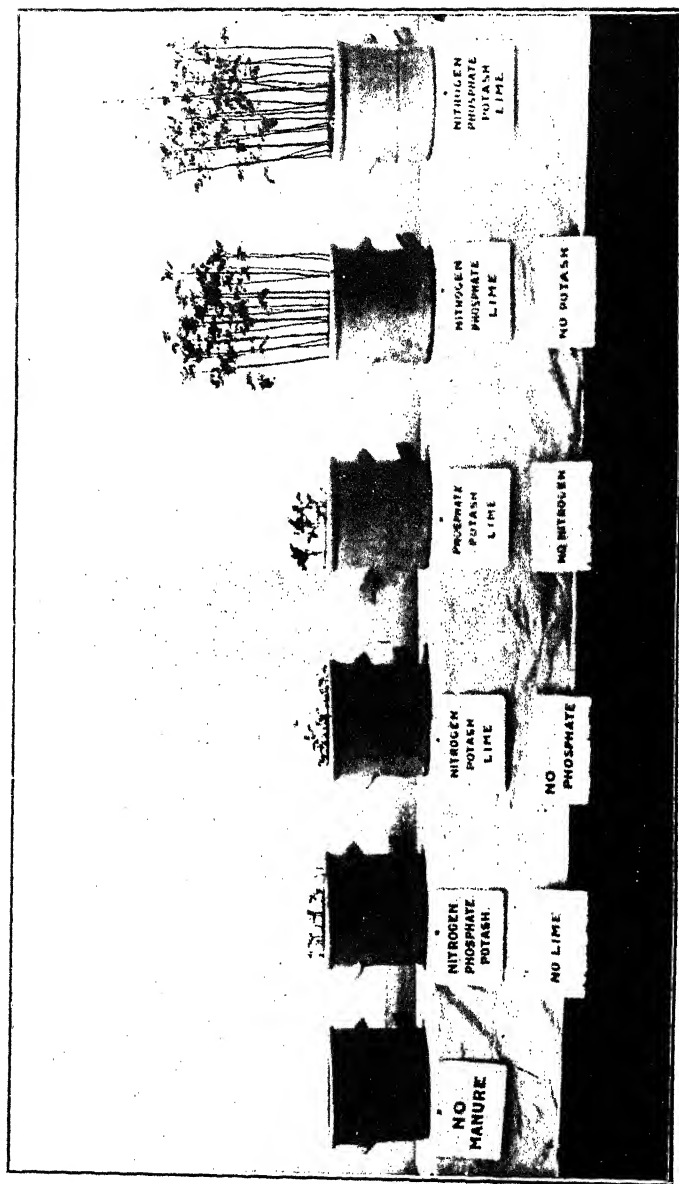 NO
MANURE
NITROGEN
PHOSPHATE
POTASH.
NO LIME
NITROGEN
POTASH
LIME
NO
PHOSPHATE
PHOSPHATE
POTASH
LIME
NO NITROGEN
NITROGEN
PHOSPHATE
LIME
NO POTASH
NITROGEN
PHOSPHATE
POTASH
LIME